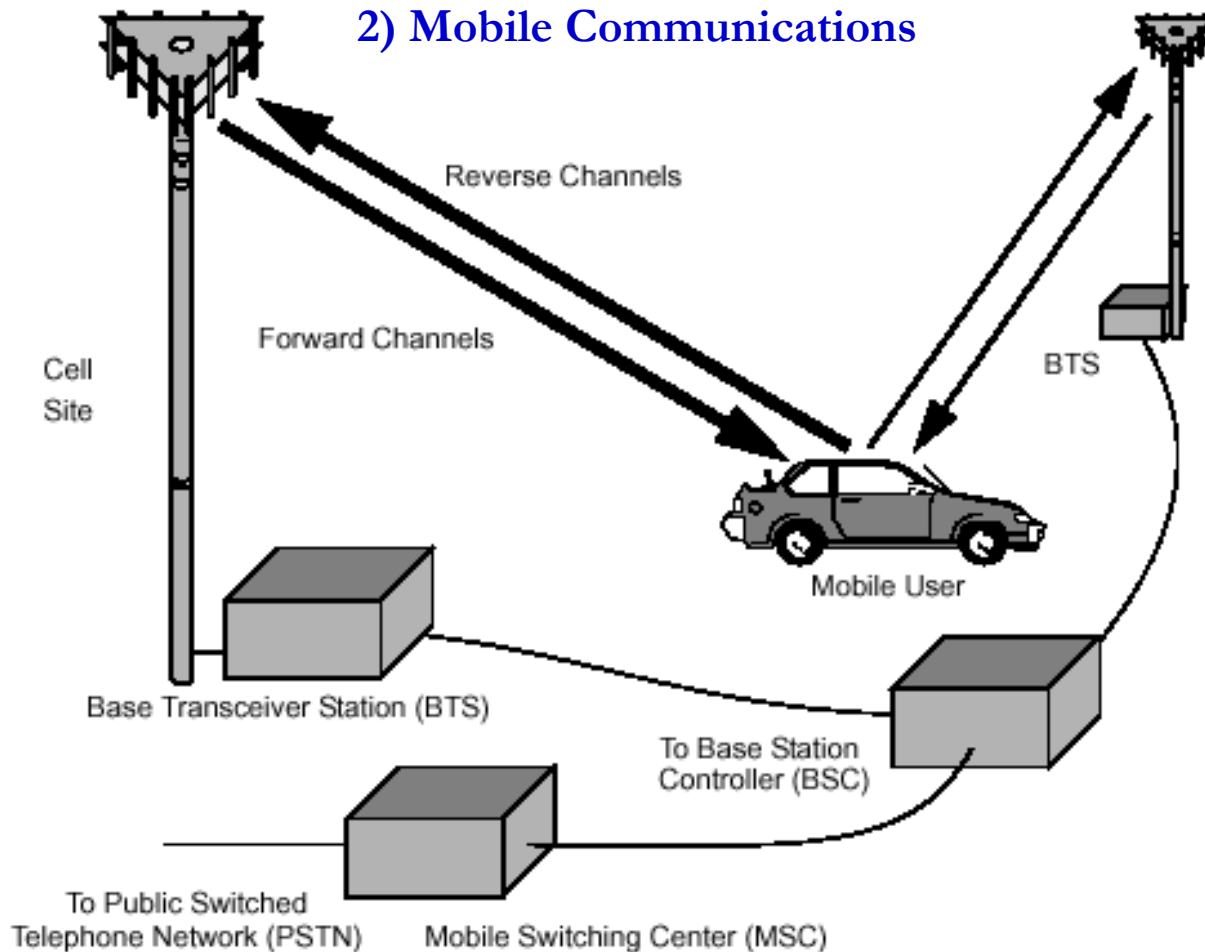 2) Mobile Communications
Reverse Channels
Forward Channels
Cell
Site
BTS
Mobile User
Base Transceiver Station (BTS)
To Base Station
Controller (BSC)
To Public Switched
Telephone Network (PSTN)
Mobile Switching Center (MSC)